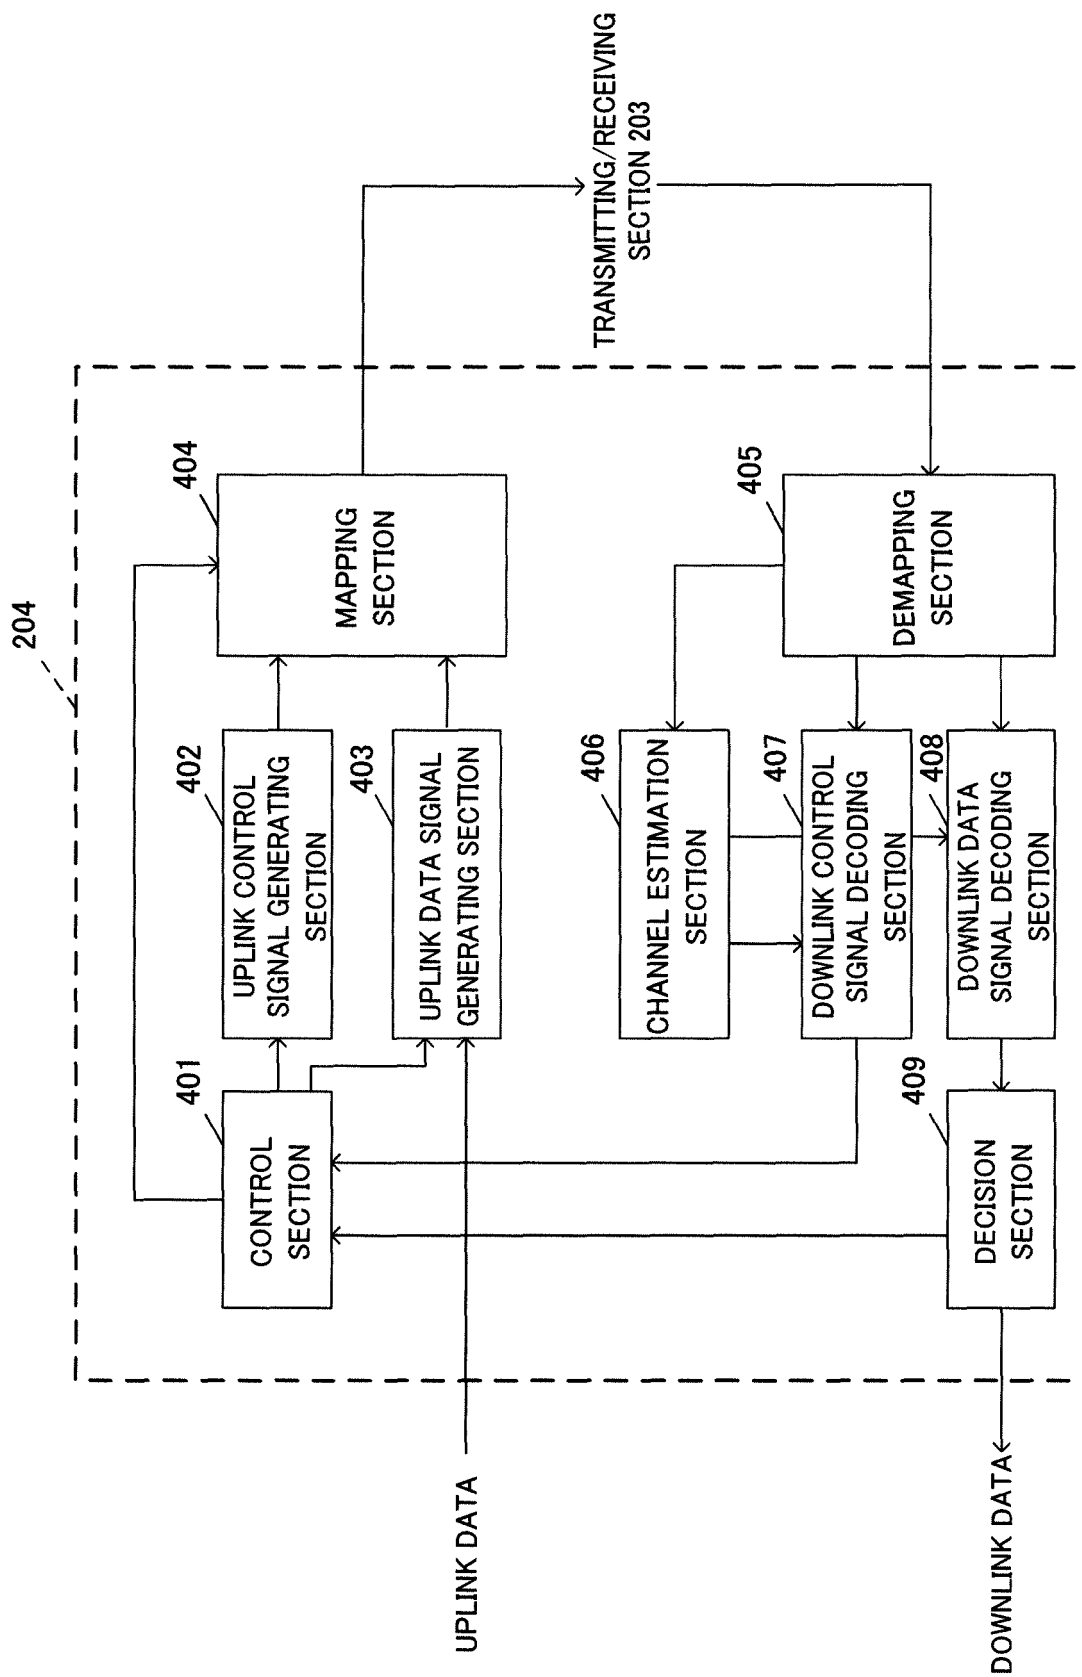 204
401
CONTROL
SECTION
402
UPLINK CONTROL
SIGNAL GENERATING
SECTION
403
UPLINK DATA SIGNAL
GENERATING SECTION
404
MAPPING
SECTION
TRANSMITTING/RECEIVING
SECTION 203
UPLINK DATA
405
DEMAPPING
SECTION
406
CHANNEL ESTIMATION
SECTION
407
DOWNLINK CONTROL
SIGNAL DECODING
SECTION
408
DOWNLINK DATA
SIGNAL DECODING
SECTION
409
DECISION
SECTION
DOWNLINK DATA